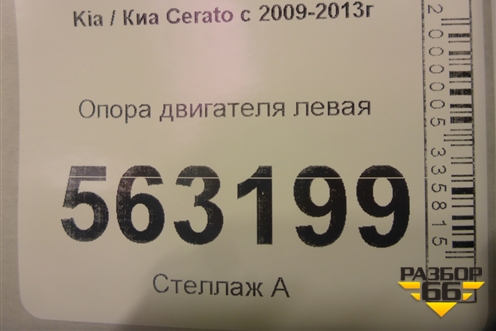 Kia / Киа Cerato с 2009-2013г
Опора двигателя левая
563199
Стеллаж А
2000005335815
РАЗБОР
66